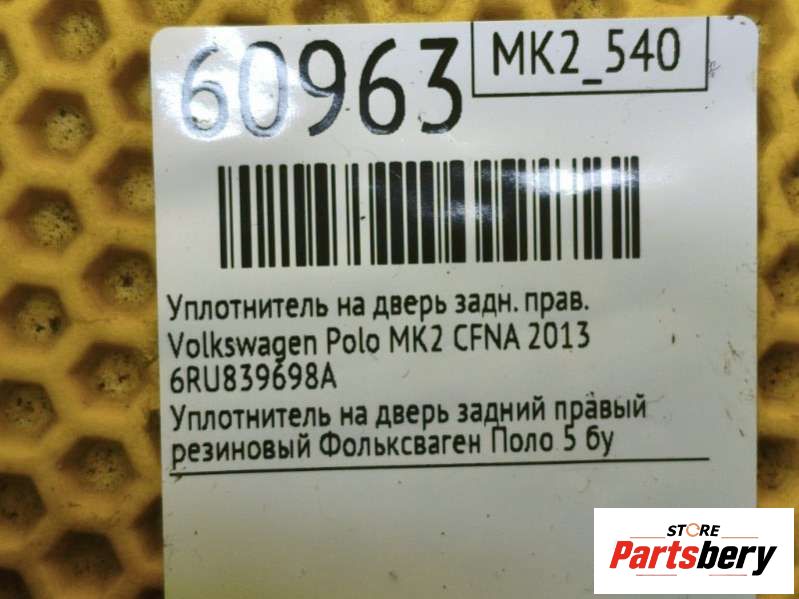 60963
MK2_540
Уплотнитель на дверь задн. прав.
Volkswagen Polo MK2 CFNA 2013
6RU839698A
Уплотнитель на дверь задний правый
резиновый Фольксваген Поло 5 бу
STORE
Partsbery